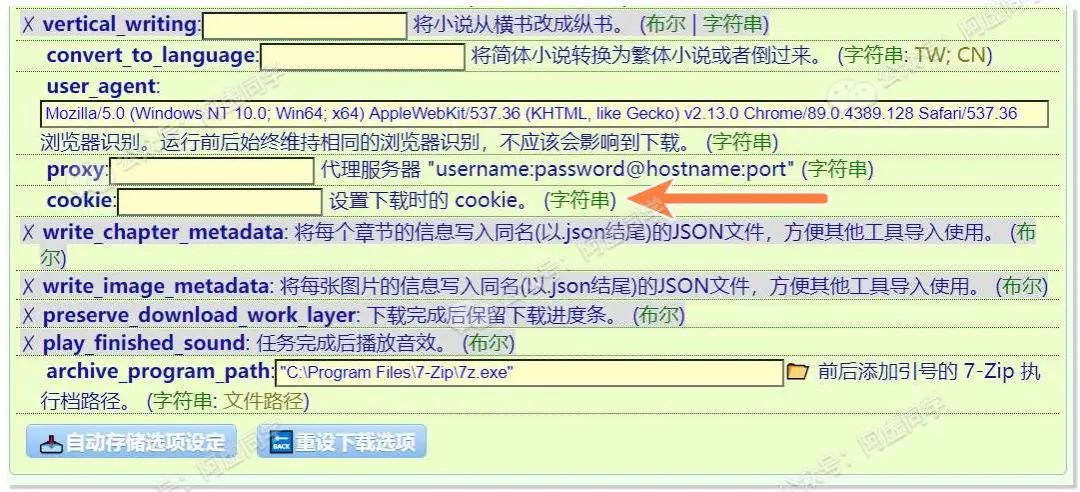 X vertical_writing: 将小说从横书改成纵书。 (布尔 | 字符串)
convert_to_language: 将简体小说转换为繁体小说或者倒过来。 (字符串: TW; CN)
user_agent:
Mozilla/5.0 (Windows NT 10.0; Win64; x64) AppleWebKit/537.36 (KHTML, like Gecko) v2.13.0 Chrome/89.0.4389.128 Safari/537.36
浏览器识别。运行前后始终维持相同的浏览器识别，不应该会影响到下载。 (字符串)
proxy: 代理服务器 "username:password@hostname:port" (字符串)
cookie: 设置下载时的 cookie。 (字符串)
X write_chapter_metadata: 将每个章节的信息写入同名(以.json结尾)的JSON文件，方便其他工具导入使用。 (布
尔)
X write_image_metadata: 将每张图片的信息写入同名(以.json结尾)的JSON文件，方便其他工具导入使用。 (布尔)
X preserve_download_work_layer: 下载完成后保留下载进度条。 (布尔)
X play_finished_sound: 任务完成后播放音效。 (布尔)
archive_program_path: "C:\Program Files\7-Zip\7z.exe" 前后添加引号的 7-Zip 执
行档路径。 (字符串: 文件路径)
自动存储选项设定 BACK 重设下载选项
公众号：阿虚同学